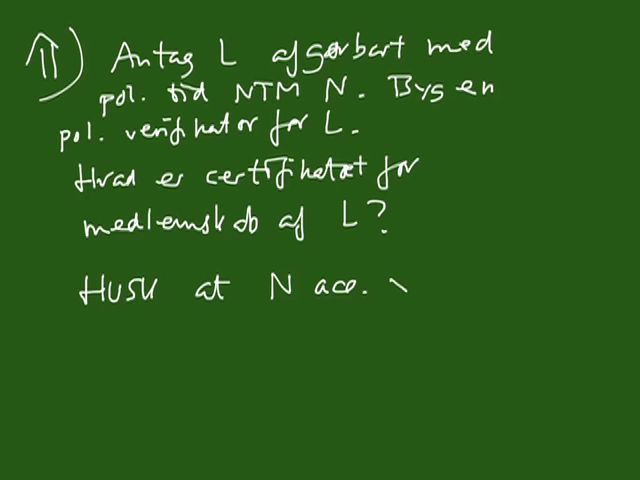 ⇑) Antag L afgørbart med
pol. tid NTM N. Byg en
pol. verifikator for L.
Hvad er certifikatet for
medlemskab af L?
Husk at N acc.